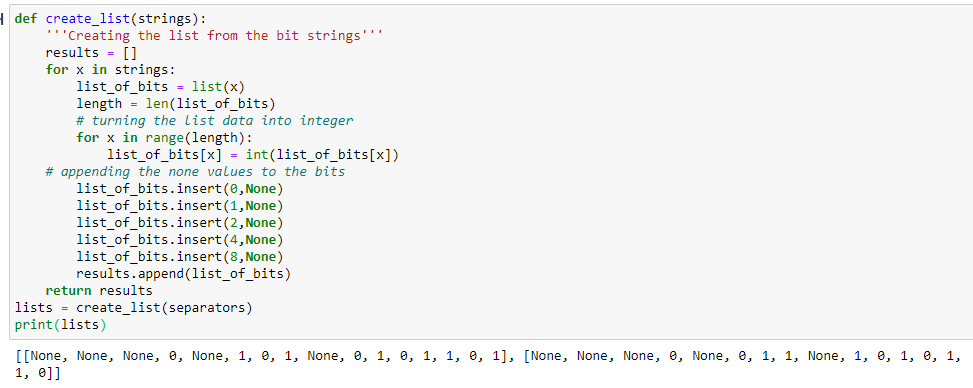 def create_list(strings):
    '''Creating the list from the bit strings'''
    results = []
    for x in strings:
        list_of_bits = list(x)
        length = len(list_of_bits)
        # turning the List data into integer
        for x in range(length):
            list_of_bits[x] = int(list_of_bits[x])
    # appending the none values to the bits
        list_of_bits.insert(0,None)
        list_of_bits.insert(1,None)
        list_of_bits.insert(2,None)
        list_of_bits.insert(4,None)
        list_of_bits.insert(8,None)
        results.append(list_of_bits)
    return results
lists = create_list(separators)
print(lists)
[[None, None, None, 0, None, 1, 0, 1, None, 0, 1, 0, 1, 1, 0, 1], [None, None, None, 0, None, 0, 1, 1, None, 1, 0, 1, 0, 1,
1, 0]]